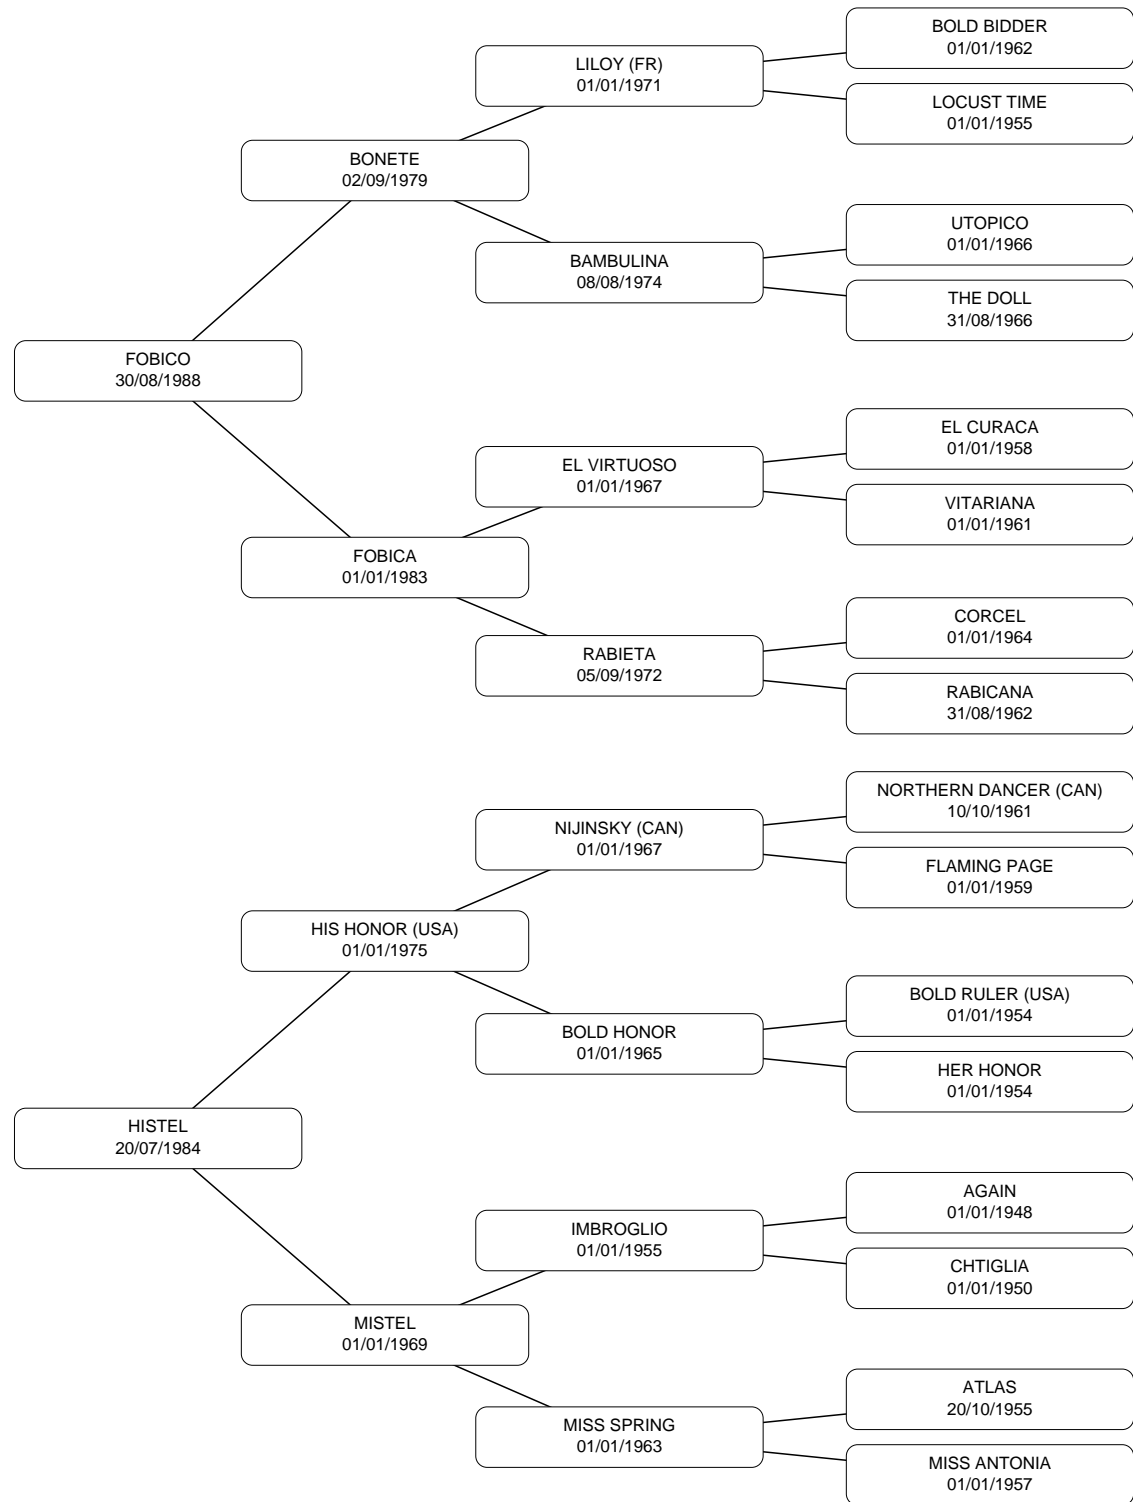 BOLD BIDDER
01/01/1962
LILOY (FR)
01/01/1971
LOCUST TIME
01/01/1955
BONETE
02/09/1979
UTOPICO
01/01/1966
BAMBULINA
08/08/1974
THE DOLL
31/08/1966
FOBICO
30/08/1988
EL CURACA
01/01/1958
EL VIRTUOSO
01/01/1967
VITARIANA
01/01/1961
FOBICA
01/01/1983
CORCEL
01/01/1964
RABIETA
05/09/1972
RABICANA
31/08/1962
NORTHERN DANCER (CAN)
10/10/1961
NIJINSKY (CAN)
01/01/1967
FLAMING PAGE
01/01/1959
HIS HONOR (USA)
01/01/1975
BOLD RULER (USA)
01/01/1954
BOLD HONOR
01/01/1965
HER HONOR
01/01/1954
HISTEL
20/07/1984
AGAIN
01/01/1948
IMBROGLIO
01/01/1955
CHTIGLIA
01/01/1950
MISTEL
01/01/1969
ATLAS
20/10/1955
MISS SPRING
01/01/1963
MISS ANTONIA
01/01/1957